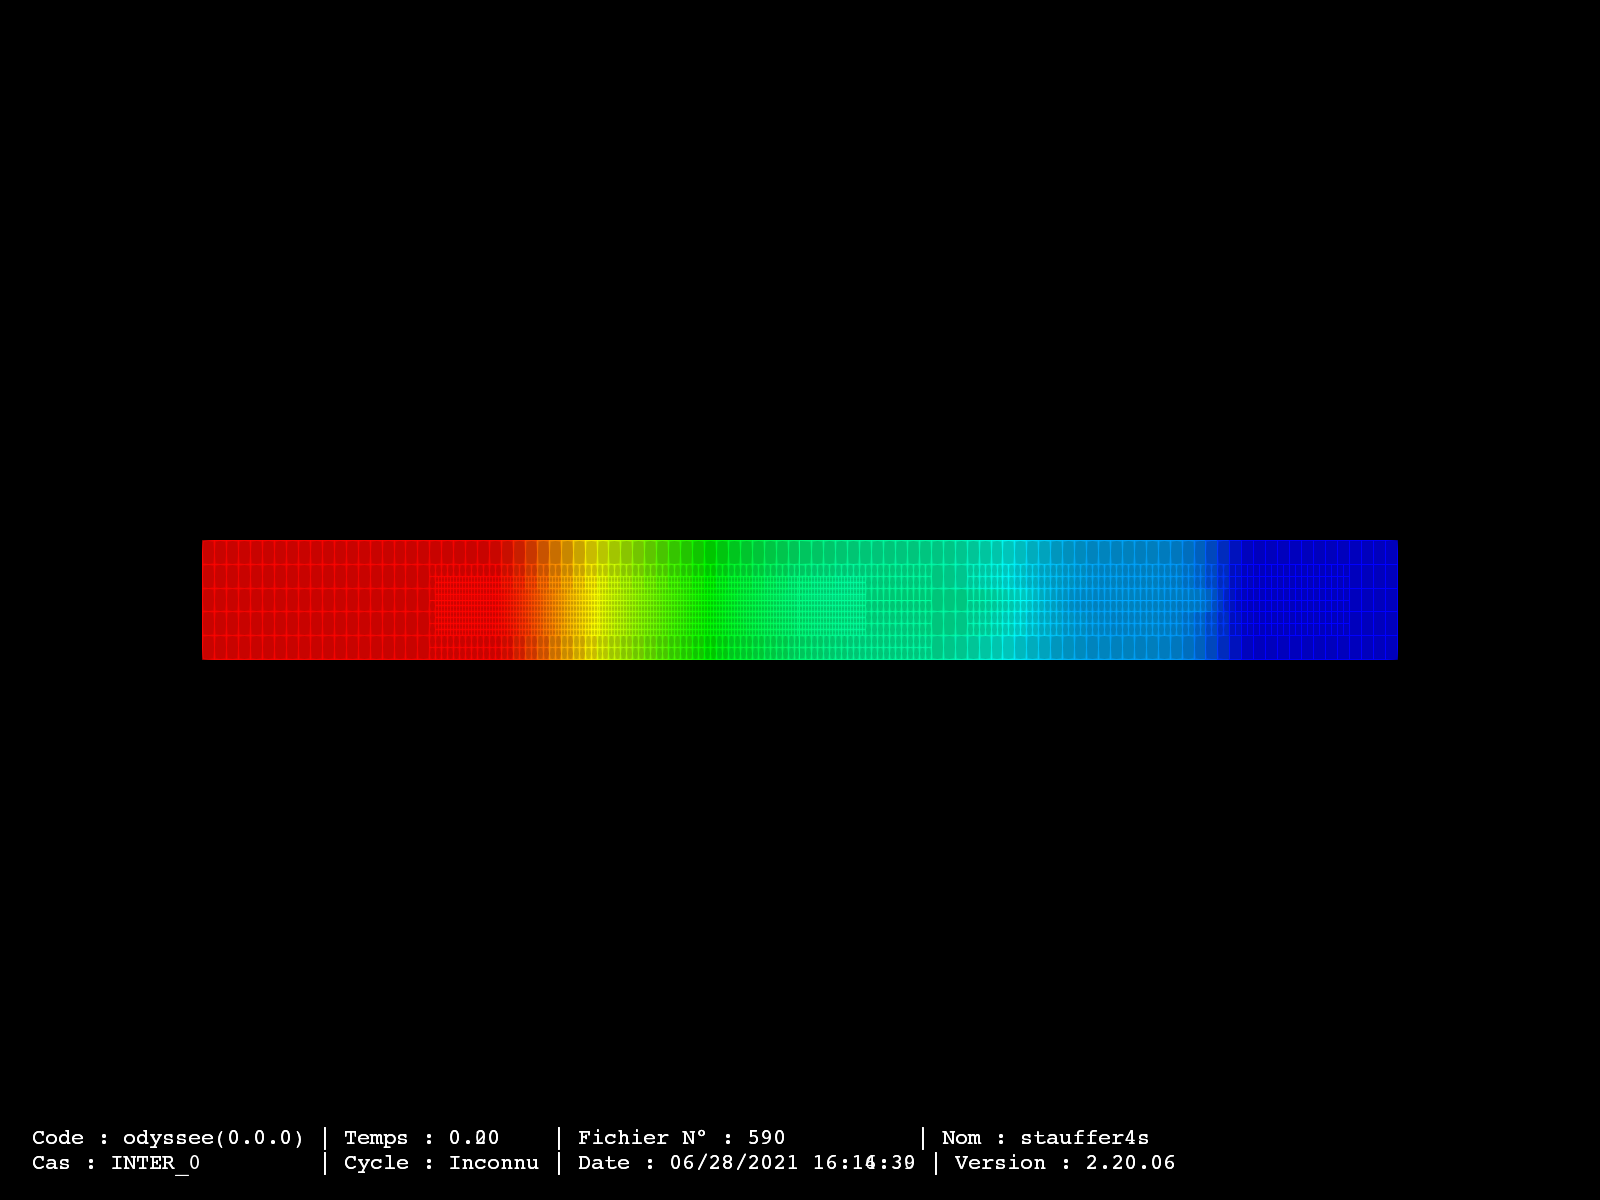 Code : odyssee(0.0.0) | Temps : | Fichier N° : 590 | Nom : stauffer4s
Cas : INTER_0 | Cycle : Inconnu | Date : 06/28/2021 | Version : 2.20.06